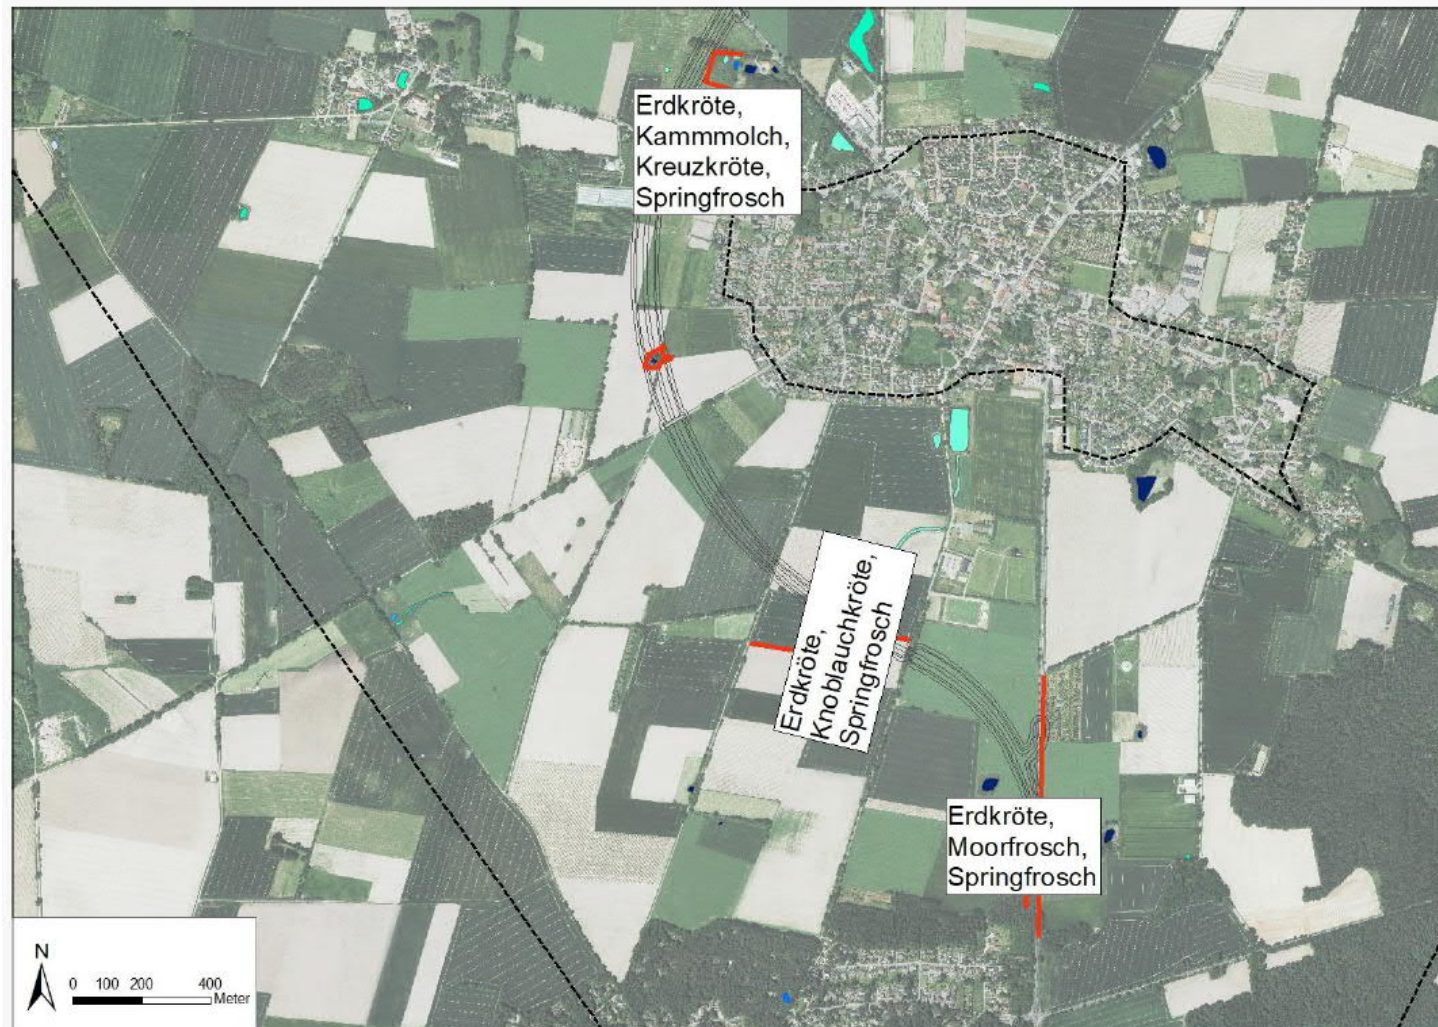 Erdkröte,
Kammmolch,
Kreuzkröte,
Springfrosch
Erdkröte,
Knoblauchkröte,
Springfrosch
Erdkröte,
Moorfrosch,
Springfrosch
N
0 100 200 400
Meter